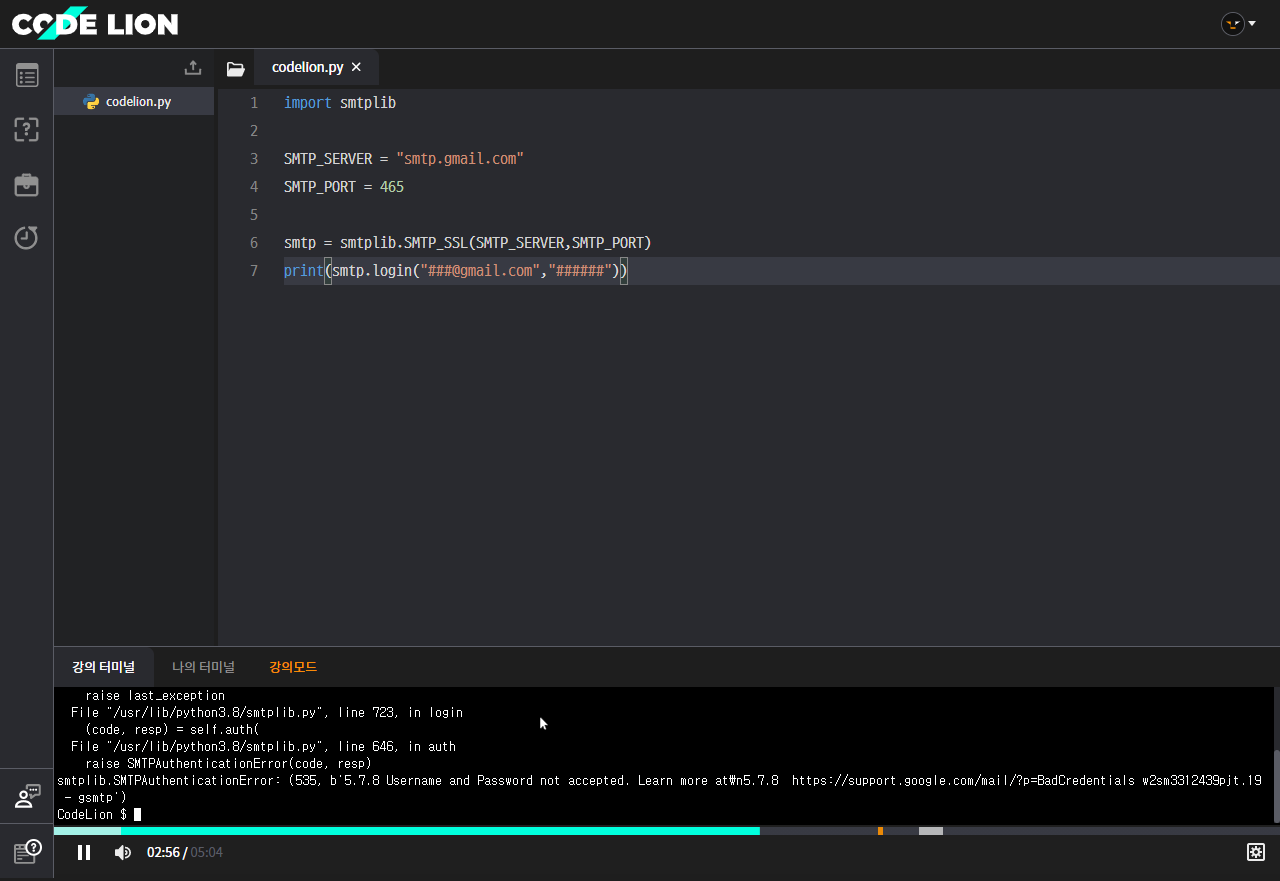 CODE LION
codelion.py
codelion.py ×
1 import smtplib
2
3 SMTP_SERVER = "smtp.gmail.com"
4 SMTP_PORT = 465
5
6 smtp = smtplib.SMTP_SSL(SMTP_SERVER,SMTP_PORT)
7 print(smtp.login("###@gmail.com","######"))
강의 터미널 나의 터미널 강의모드
raise last_exception
File "/usr/lib/python3.8/smtplib.py", line 723, in login
(code, resp) = self.auth(
File "/usr/lib/python3.8/smtplib.py", line 646, in auth
raise SMTPAuthenticationError(code, resp)
smtplib.SMTPAuthenticationError: (535, b'5.7.8 Username and Password not accepted. Learn more at₩n5.7.8  https://support.google.com/mail/?p=BadCredentials w2sm3312439pjt.19
- gsmtp')
CodeLion $
02:56 / 05:04